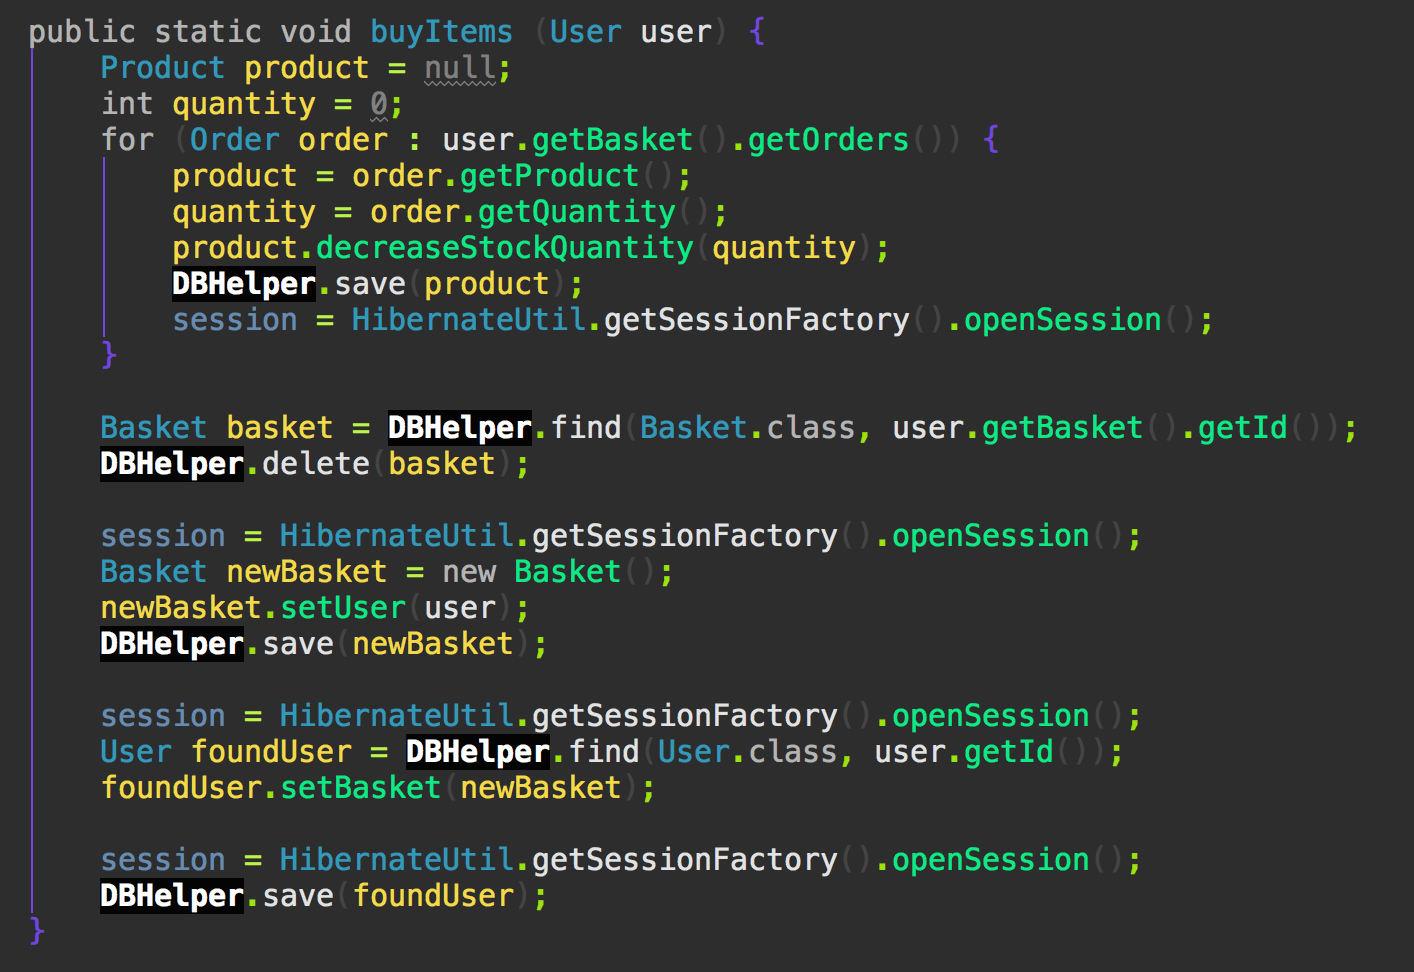 public static void buyItems (User user) {
    Product product = null;
    int quantity = 0;
    for (Order order : user.getBasket().getOrders()) {
        product = order.getProduct();
        quantity = order.getQuantity();
        product.decreaseStockQuantity(quantity);
        DBHelper.save(product);
        session = HibernateUtil.getSessionFactory().openSession();
    }

    Basket basket = DBHelper.find(Basket.class, user.getBasket().getId());
    DBHelper.delete(basket);

    session = HibernateUtil.getSessionFactory().openSession();
    Basket newBasket = new Basket();
    newBasket.setUser(user);
    DBHelper.save(newBasket);

    session = HibernateUtil.getSessionFactory().openSession();
    User foundUser = DBHelper.find(User.class, user.getId());
    foundUser.setBasket(newBasket);

    session = HibernateUtil.getSessionFactory().openSession();
    DBHelper.save(foundUser);
}